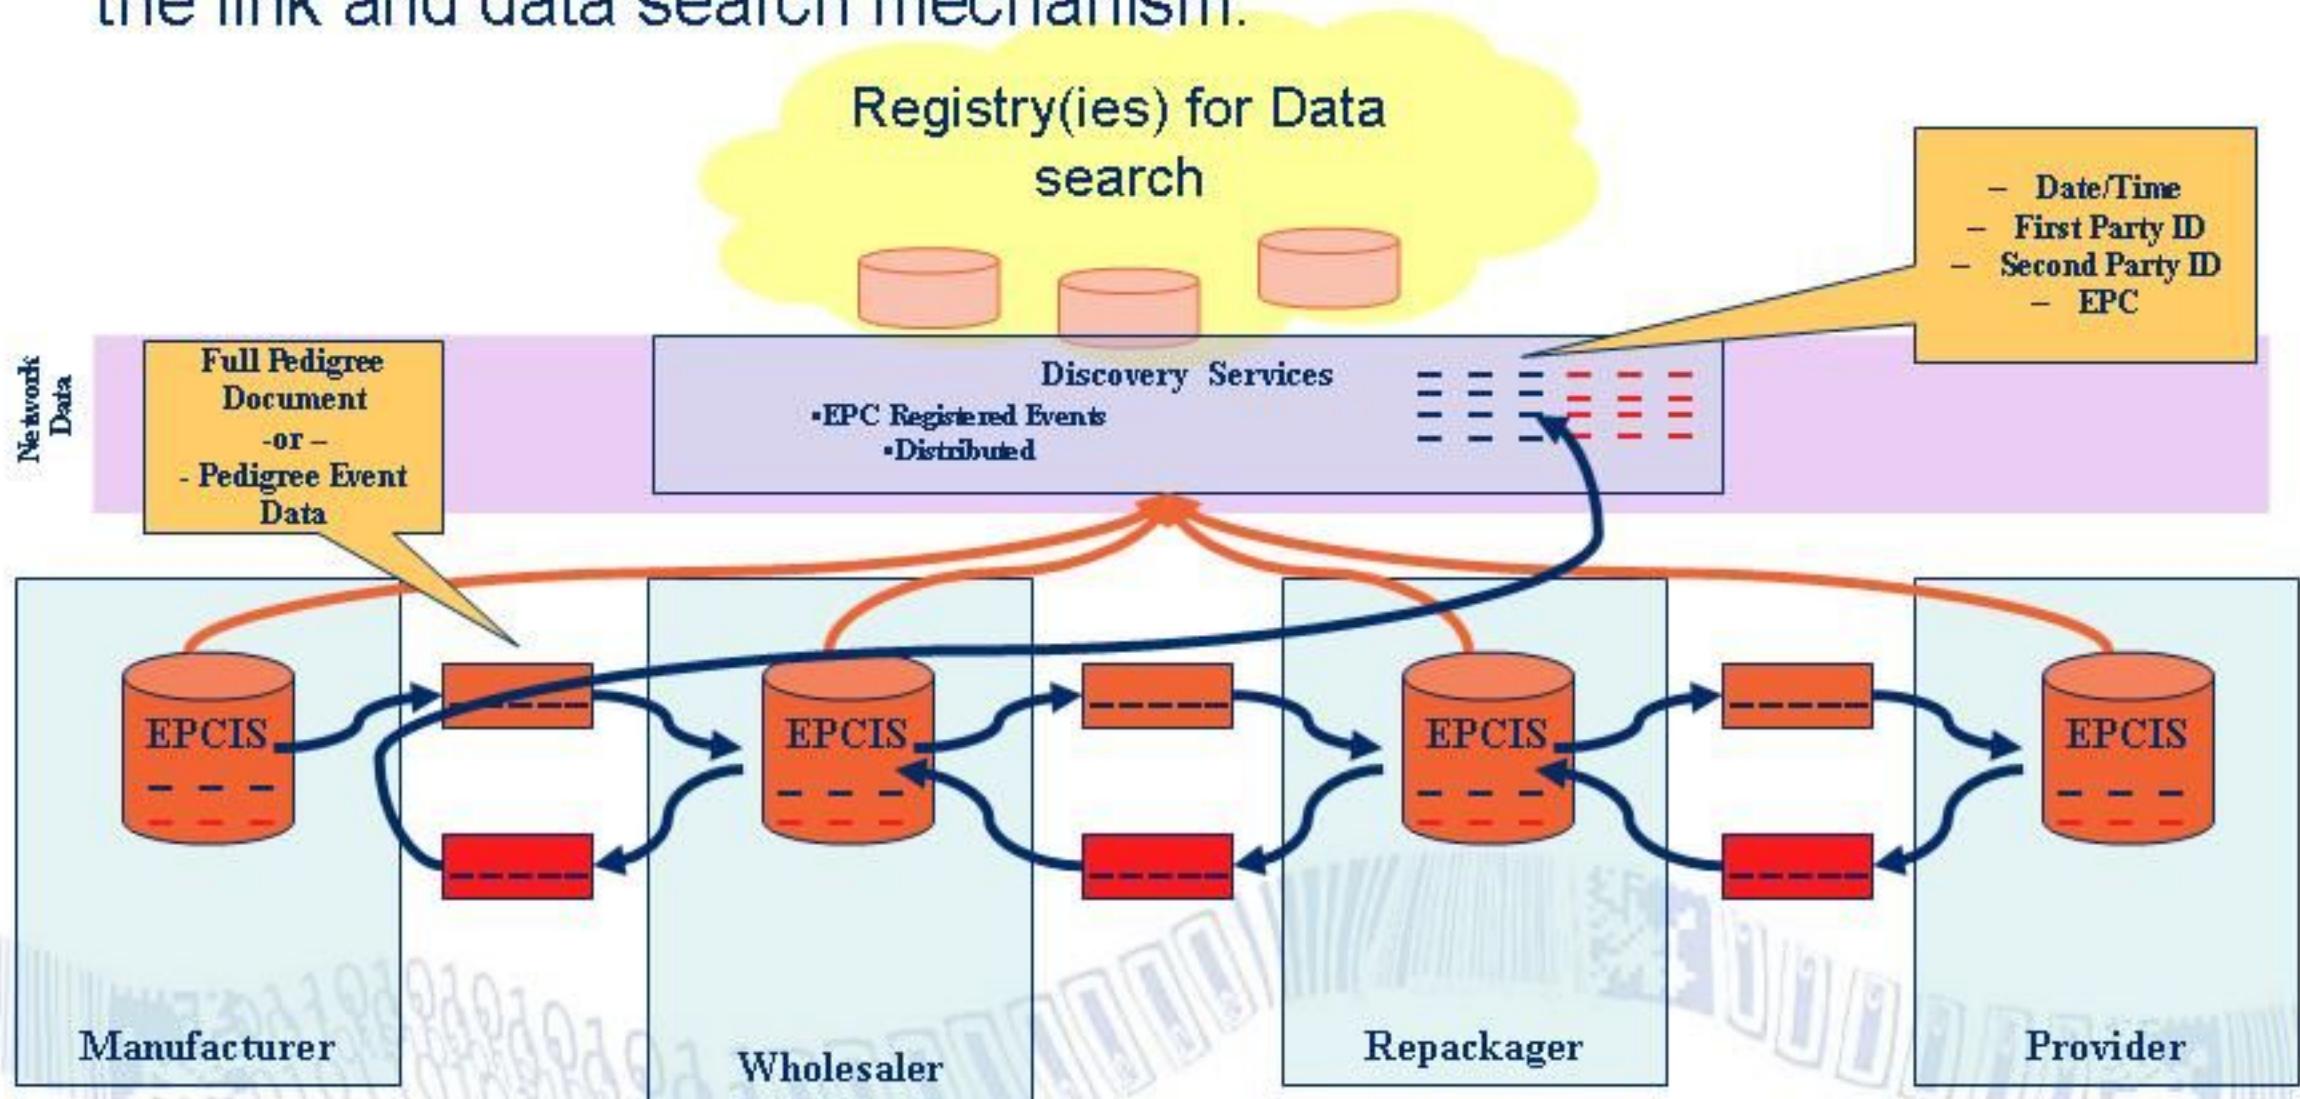 the link and data search mechanism.
Registry(ies) for Data
search
– Date/Time
– First Party ID
– Second Party ID
– EPC
Network
Data
Full Pedigree
Document
-or –
- Pedigree Event
Data
Discovery Services
▪EPC Registered Events
▪Distributed
EPCIS
EPCIS
EPCIS
EPCIS
Manufacturer
Wholesaler
Repackager
Provider